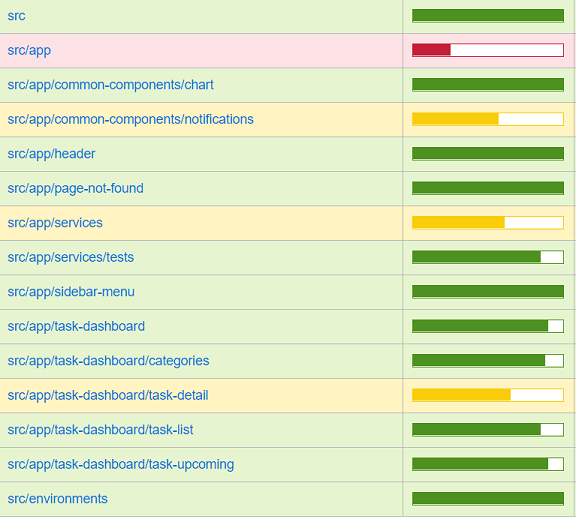 src
src/app
src/app/common-components/chart
src/app/common-components/notifications
src/app/header
src/app/page-not-found
src/app/services
src/app/services/tests
src/app/sidebar-menu
src/app/task-dashboard
src/app/task-dashboard/categories
src/app/task-dashboard/task-detail
src/app/task-dashboard/task-list
src/app/task-dashboard/task-upcoming
src/environments